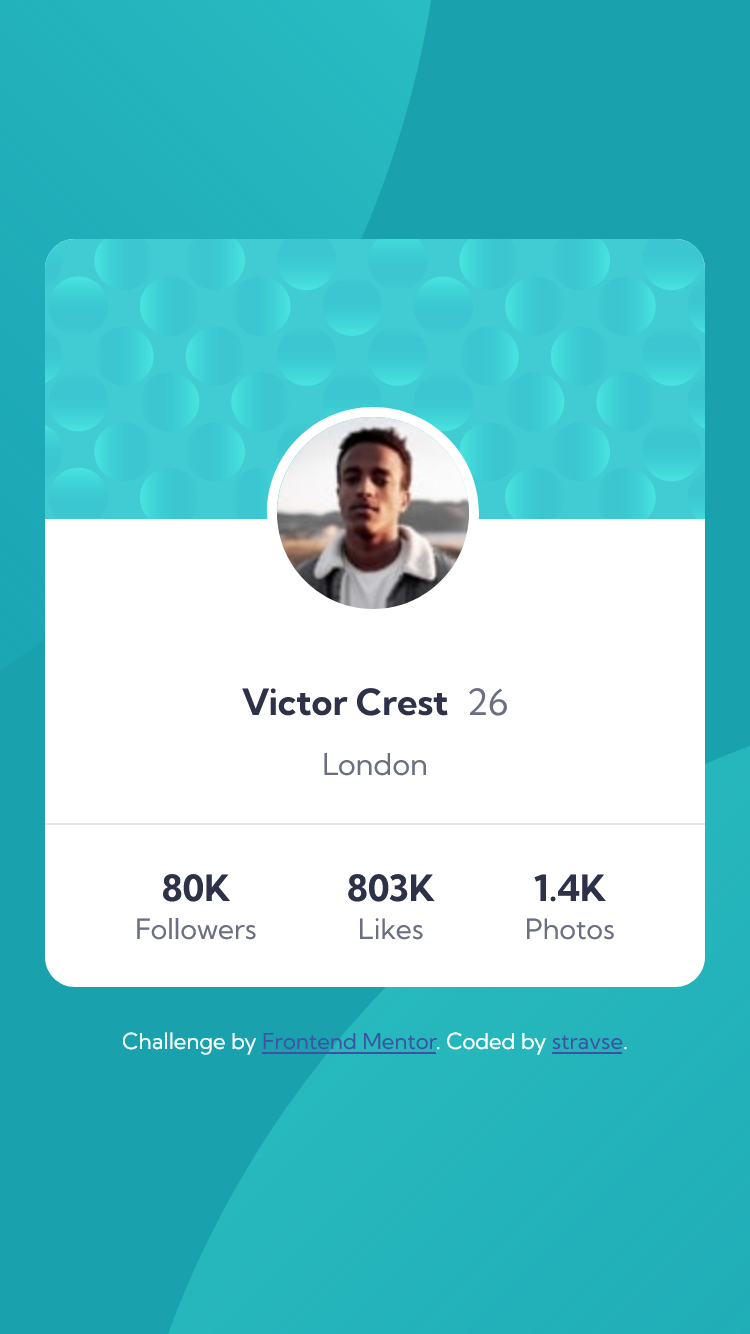 Victor Crest 26
London
80K 803K 1.4K
Followers Likes Photos
Challenge by Frontend Mentor. Coded by stravse.